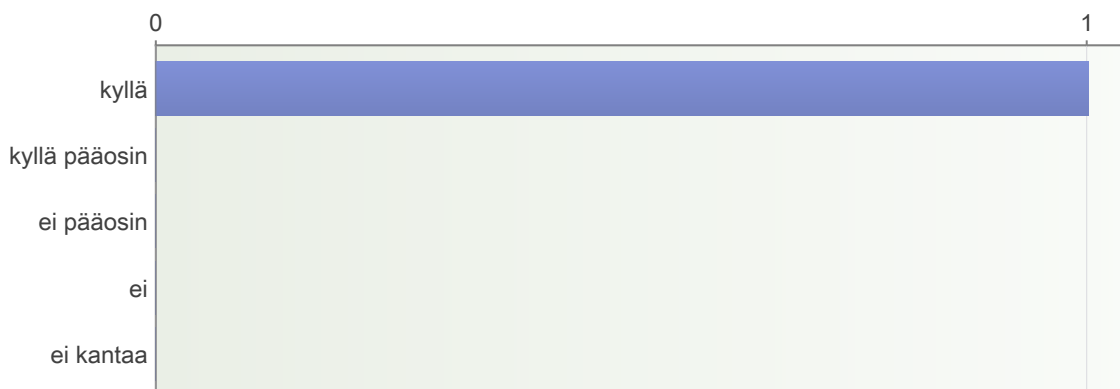 0 1
kyllä
kyllä pääosin
ei pääosin
ei
ei kantaa